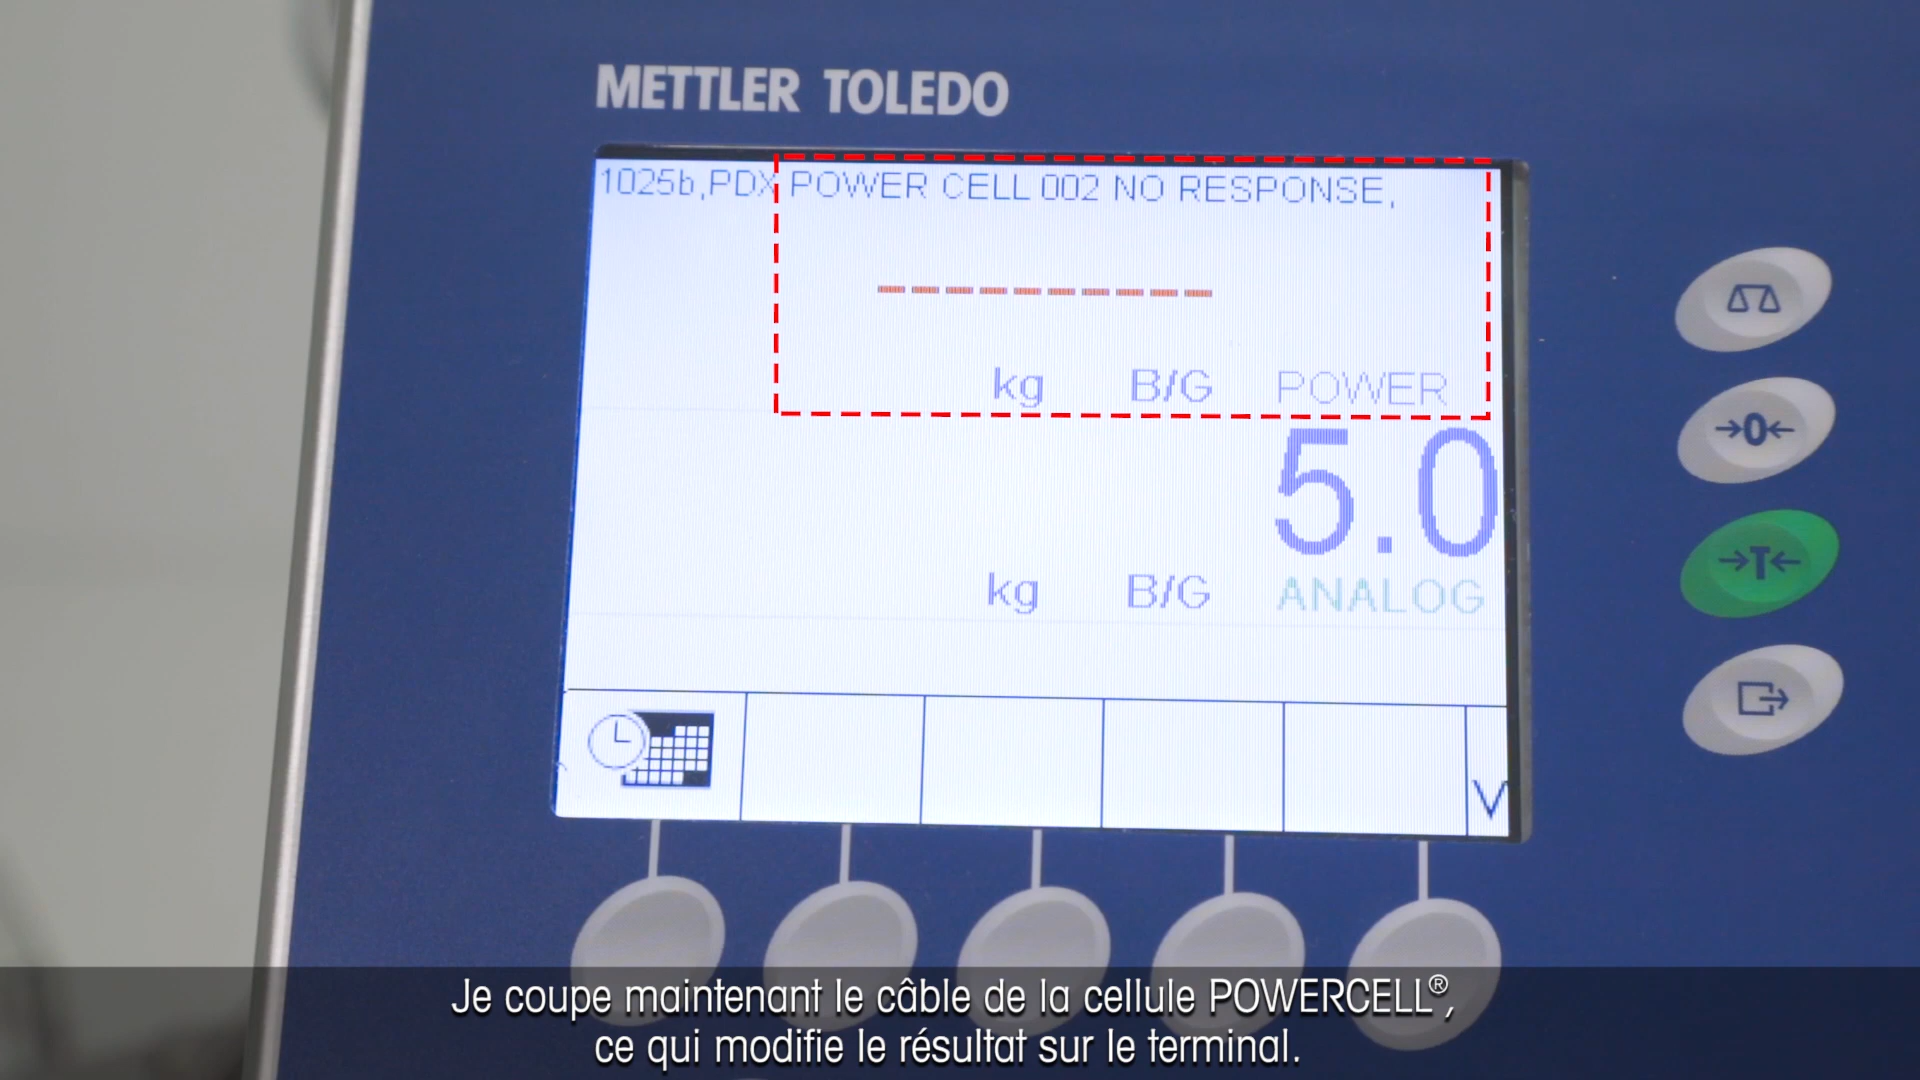 METTLER TOLEDO
1025b,PDX POWER CELL 002 NO RESPONSE,
----------
kg B/G POWER
5.0
kg B/G ANALOG
→0←
→T←
V
Je coupe maintenant le câble de la cellule POWERCELL®,
ce qui modifie le résultat sur le terminal.